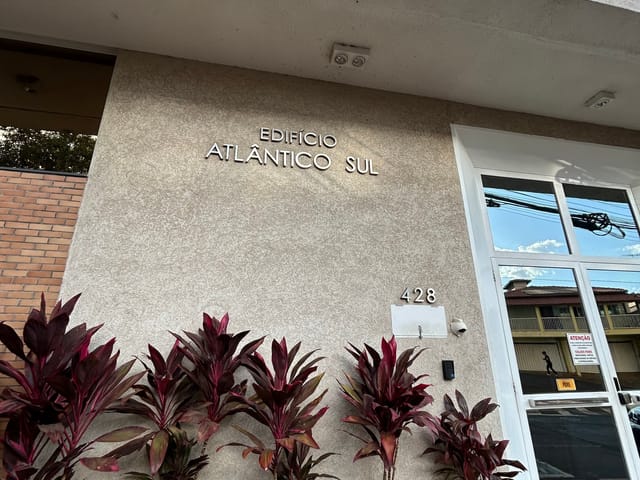 EDIFÍCIO
ATLÂNTICO SUL
428
ATENÇÃO